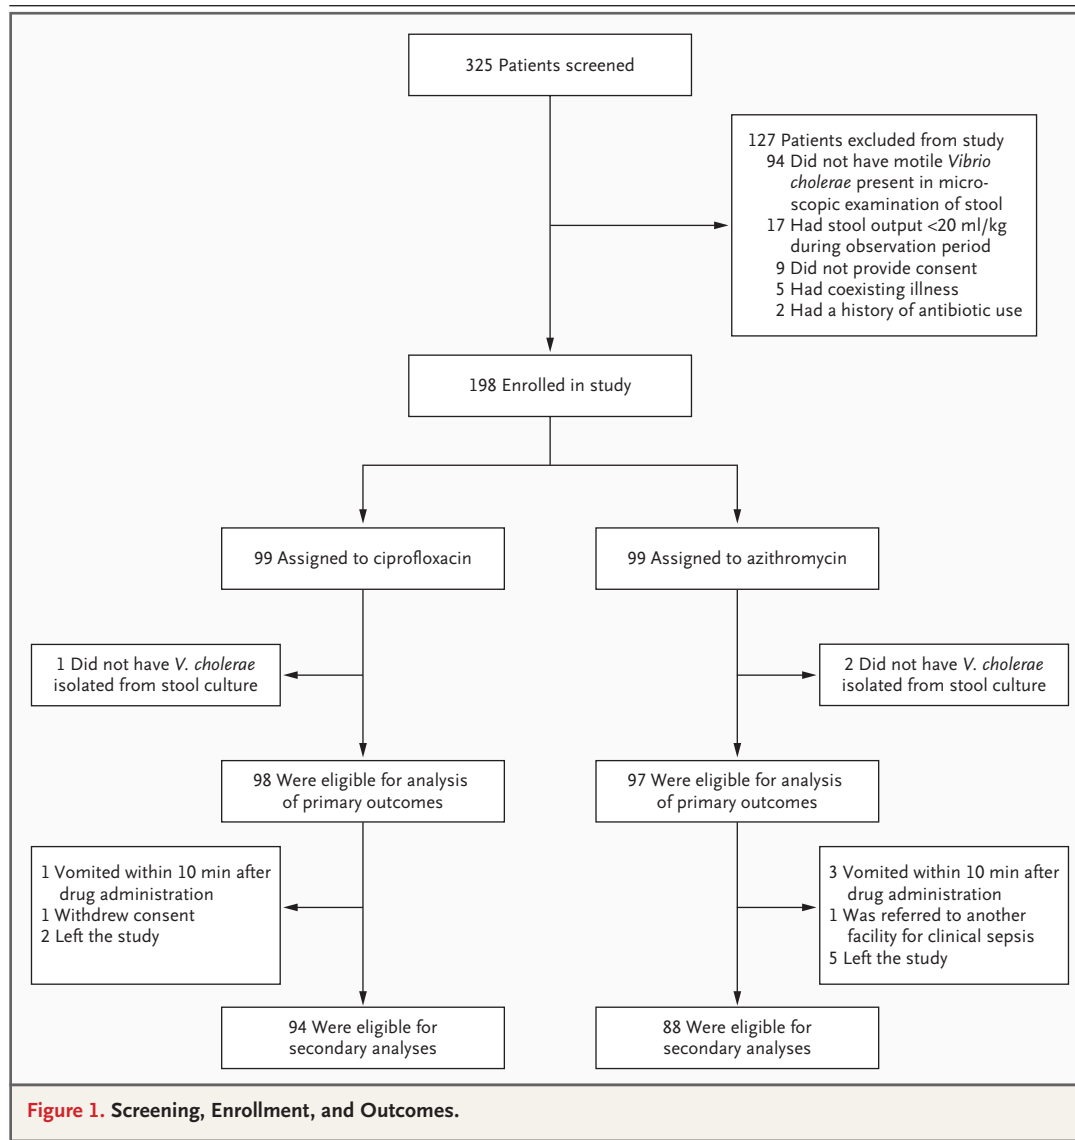 325 Patients screened
127 Patients excluded from study
94 Did not have motile Vibrio
cholerae present in micro-
scopic examination of stool
17 Had stool output <20 ml/kg
during observation period
9 Did not provide consent
5 Had coexisting illness
2 Had a history of antibiotic use
198 Enrolled in study
99 Assigned to ciprofloxacin
99 Assigned to azithromycin
1 Did not have V. cholerae
isolated from stool culture
2 Did not have V. cholerae
isolated from stool culture
98 Were eligible for analysis
of primary outcomes
97 Were eligible for analysis
of primary outcomes
1 Vomited within 10 min after
drug administration
1 Withdrew consent
2 Left the study
3 Vomited within 10 min after
drug administration
1 Was referred to another
facility for clinical sepsis
5 Left the study
94 Were eligible for
secondary analyses
88 Were eligible for
secondary analyses
Figure 1. Screening, Enrollment, and Outcomes.